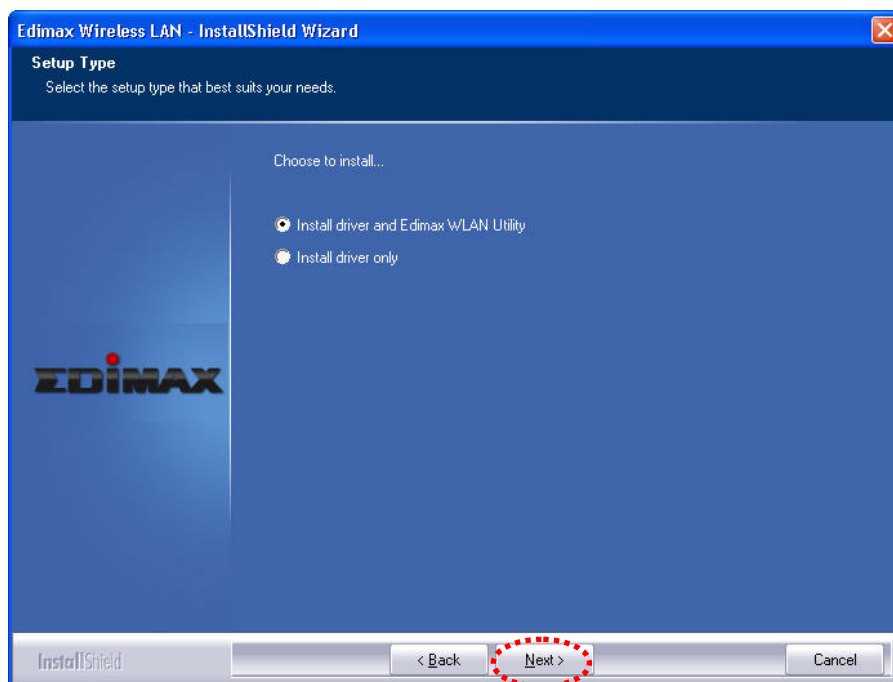 Edimax Wireless LAN - InstallShield Wizard
Setup Type
Select the setup type that best suits your needs.
Choose to install...
Install driver and Edimax WLAN Utility
Install driver only
EDIMAX
InstallShield
< Back
Next >
Cancel